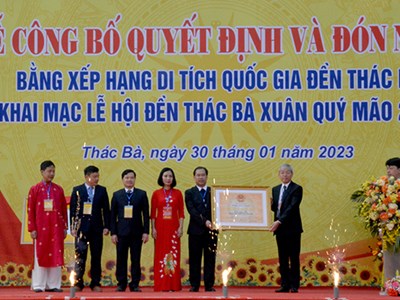 Ễ CÔNG BỐ QUYẾT ĐỊNH VÀ ĐÓN N
BẰNG XẾP HẠNG DI TÍCH QUỐC GIA ĐỀN THÁC
KHAI MẠC LỄ HỘI ĐỀN THÁC BÀ XUÂN QUÝ MÃO 2
Thác Bà, ngày 30 tháng 01 năm 2023